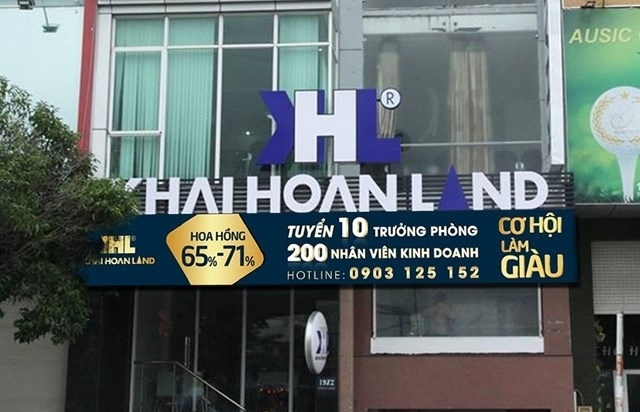 AUSIC
KHL®
KHAI HOAN LAND
KHL
KHAI HOAN LAND
HOA HỒNG
65%-71%
TUYỂN 10 TRƯỞNG PHÒNG
200 NHÂN VIÊN KINH DOANH
HOTLINE: 0903 125 152
CƠ HỘI
LÀM
GIÀU
1922